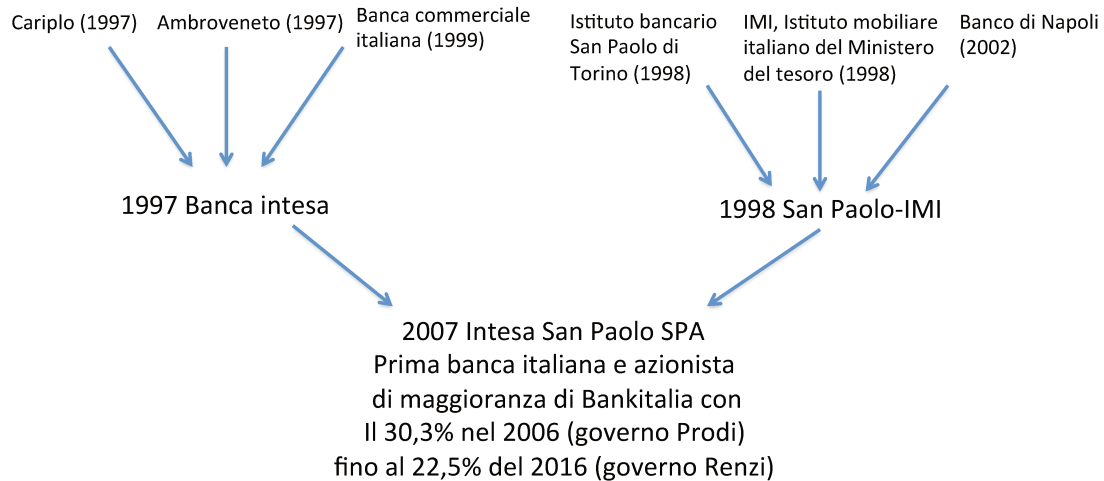 Cariplo (1997)
Ambroveneto (1997)
Banca commerciale
italiana (1999)
Istituto bancario
San Paolo di
Torino (1998)
IMI, Istituto mobiliare
italiano del Ministero
del tesoro (1998)
Banco di Napoli
(2002)
1997 Banca intesa
1998 San Paolo-IMI
2007 Intesa San Paolo SPA
Prima banca italiana e azionista
di maggioranza di Bankitalia con
Il 30,3% nel 2006 (governo Prodi)
fino al 22,5% del 2016 (governo Renzi)